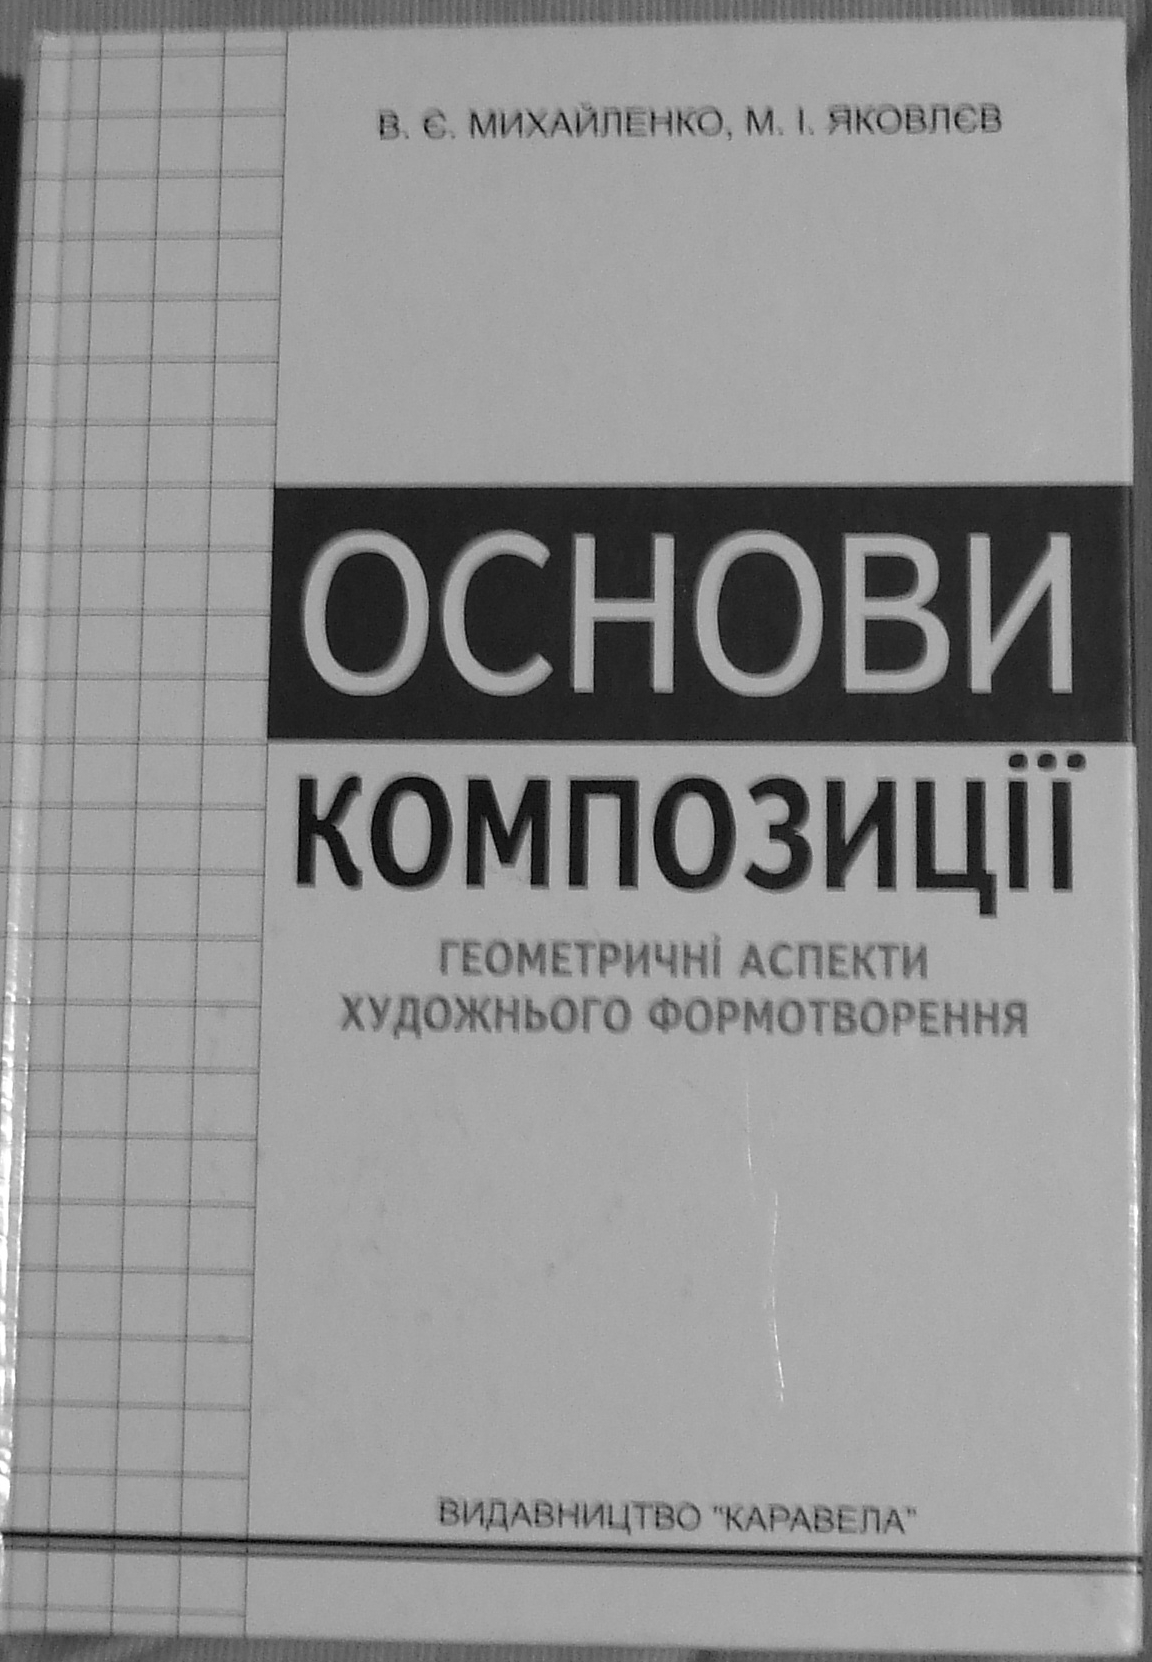 В. Є. МИХАЙЛЕНКО, М. І. ЯКОВЛЄВ
ОСНОВИ
КОМПОЗИЦІЇ
ГЕОМЕТРИЧНІ АСПЕКТИ
ХУДОЖНЬОГО ФОРМОТВОРЕННЯ
ВИДАВНИЦТВО "КАРАВЕЛА"